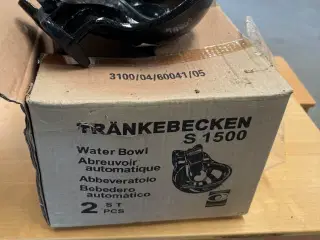 3100/04/60041/05
TRÄNKEBECKEN
S 1500
Water Bowl
Abreuvoir
automatique
Abbeveratoio
Bebedero
automático
2 ST
PCS